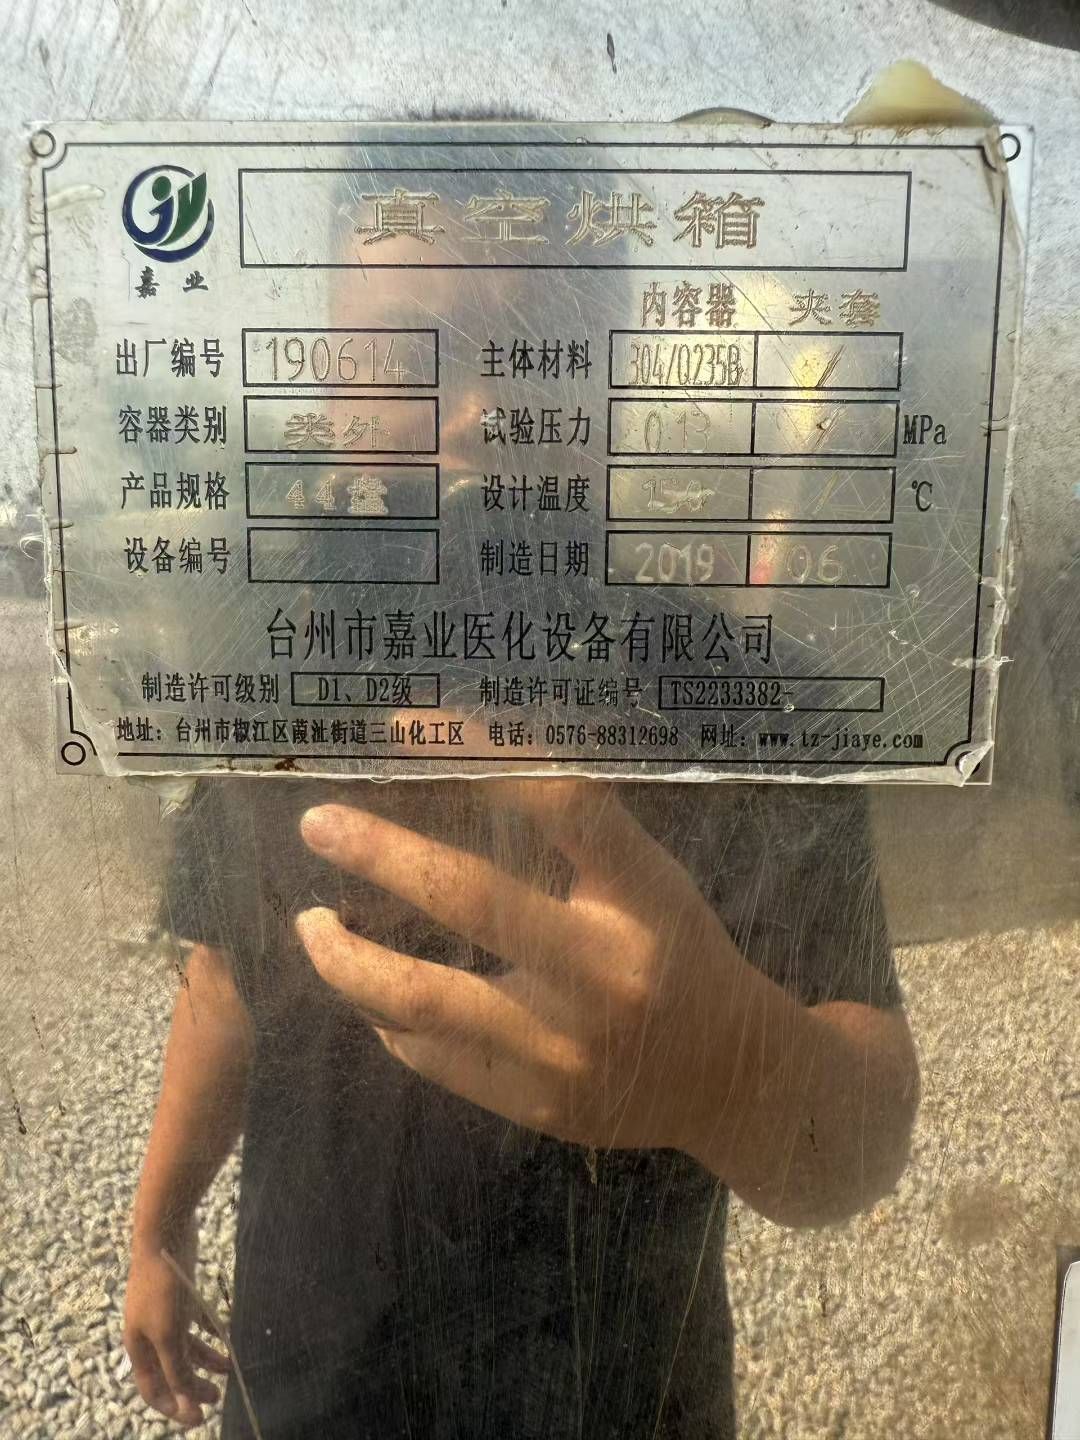 真空烘箱
嘉业
内容器 夹套
出厂编号 190614 主体材料 304/Q235B /
容器类别 类外 试验压力 0.13 / MPa
产品规格 44盘 设计温度 150 / ℃
设备编号 制造日期 2019 06
台州市嘉业医化设备有限公司
制造许可级别 D1、D2级 制造许可证编号 TS2233382-
地址：台州市椒江区葭沚街道三山化工区 电话：0576-88312698 网址：www.tz-jiaye.com